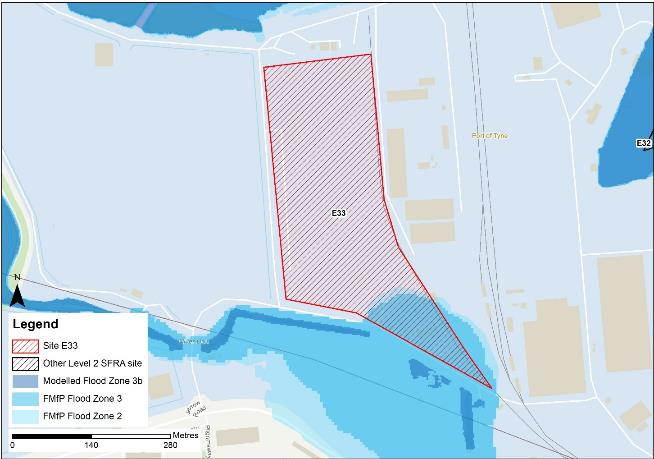 Port of Tyne
E32
E33
N
Legend
Site E33
Other Level 2 SFRA site
Modelled Flood Zone 3b
FMfP Flood Zone 3
FMfP Flood Zone 2
Metres
0 140 280